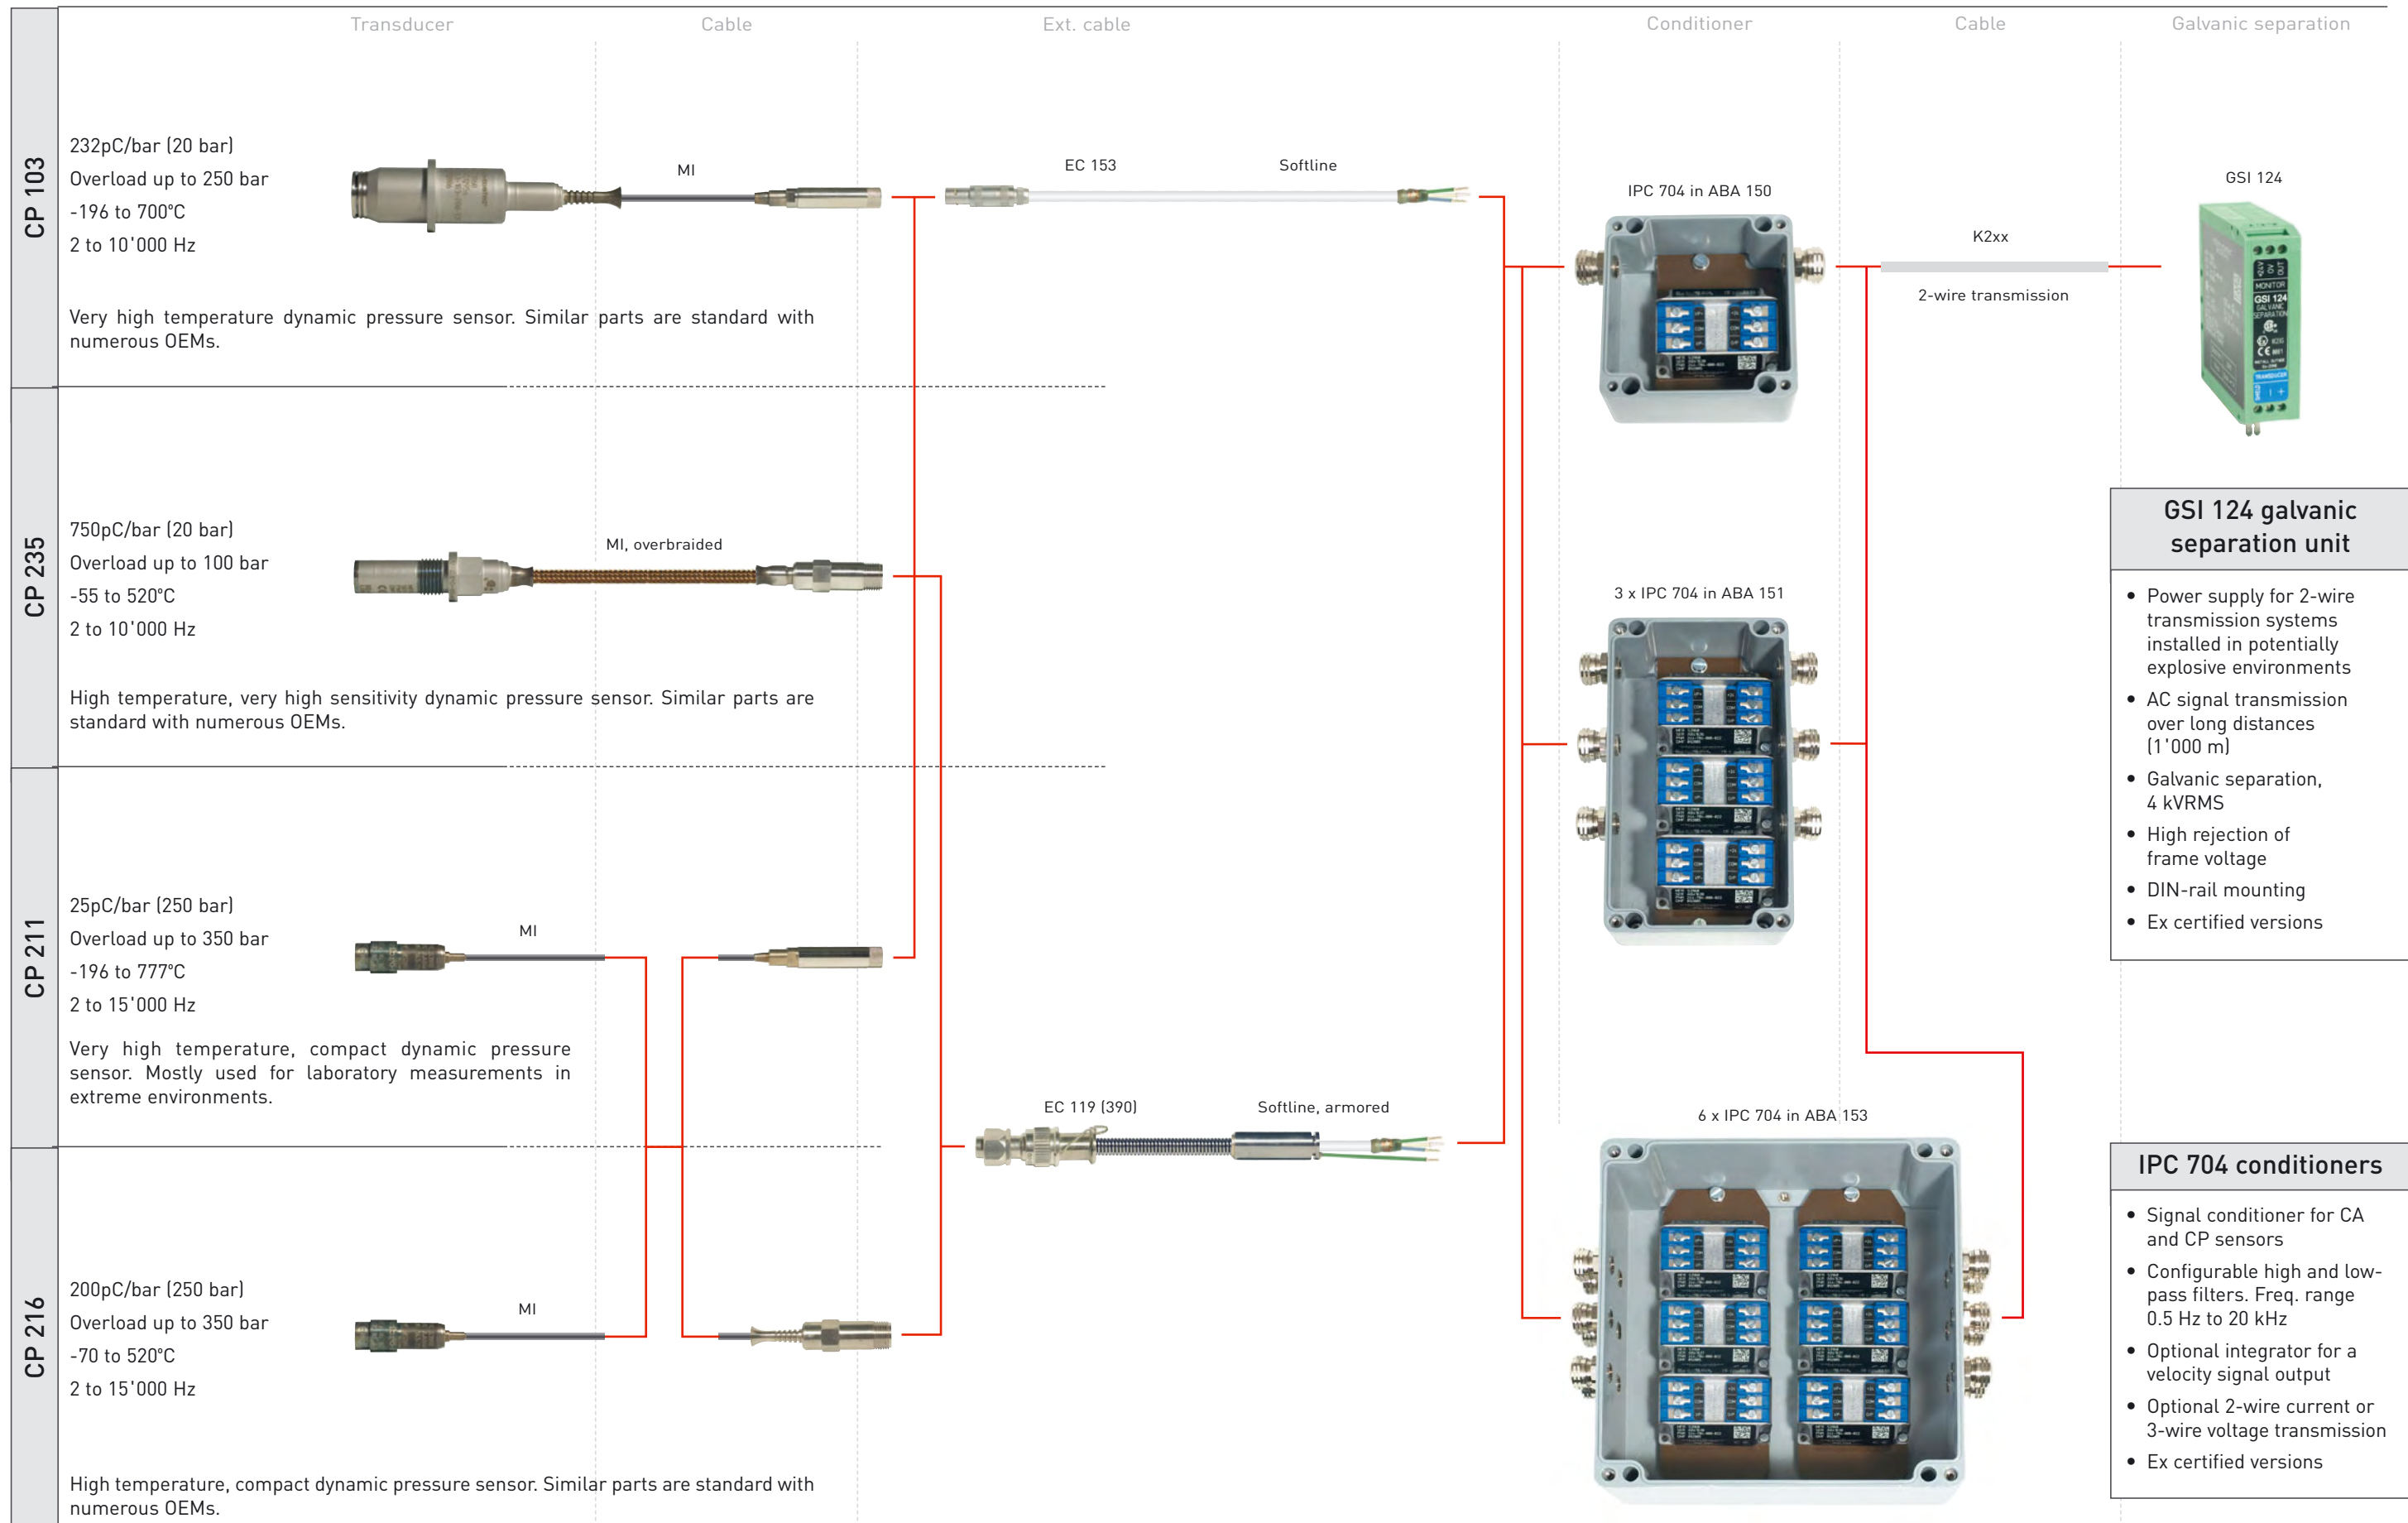 Transducer
Cable
Ext. cable
Conditioner
Cable
Galvanic separation
CP 103
232pC/bar (20 bar)
Overload up to 250 bar
-196 to 700°C
2 to 10'000 Hz
MI
EC 153
Softline
IPC 704 in ABA 150
K2xx
2-wire transmission
GSI 124
+24V
0V
OUT
MONITOR
GSI 124
GALVANIC
SEPARATION
TRANSDUCER
Very high temperature dynamic pressure sensor. Similar parts are standard with
numerous OEMs.
CP 235
750pC/bar (20 bar)
Overload up to 100 bar
-55 to 520°C
2 to 10'000 Hz
MI, overbraided
High temperature, very high sensitivity dynamic pressure sensor. Similar parts are
standard with numerous OEMs.
3 x IPC 704 in ABA 151
GSI 124 galvanic
separation unit
• Power supply for 2-wire
transmission systems
installed in potentially
explosive environments
• AC signal transmission
over long distances
(1'000 m)
• Galvanic separation,
4 kVRMS
• High rejection of
frame voltage
• DIN-rail mounting
• Ex certified versions
CP 211
25pC/bar (250 bar)
Overload up to 350 bar
-196 to 777°C
2 to 15'000 Hz
MI
Very high temperature, compact dynamic pressure
sensor. Mostly used for laboratory measurements in
extreme environments.
EC 119 (390)
Softline, armored
6 x IPC 704 in ABA 153
CP 216
200pC/bar (250 bar)
Overload up to 350 bar
-70 to 520°C
2 to 15'000 Hz
MI
High temperature, compact dynamic pressure sensor. Similar parts are standard with
numerous OEMs.
IPC 704 conditioners
• Signal conditioner for CA
and CP sensors
• Configurable high and low-
pass filters. Freq. range
0.5 Hz to 20 kHz
• Optional integrator for a
velocity signal output
• Optional 2-wire current or
3-wire voltage transmission
• Ex certified versions